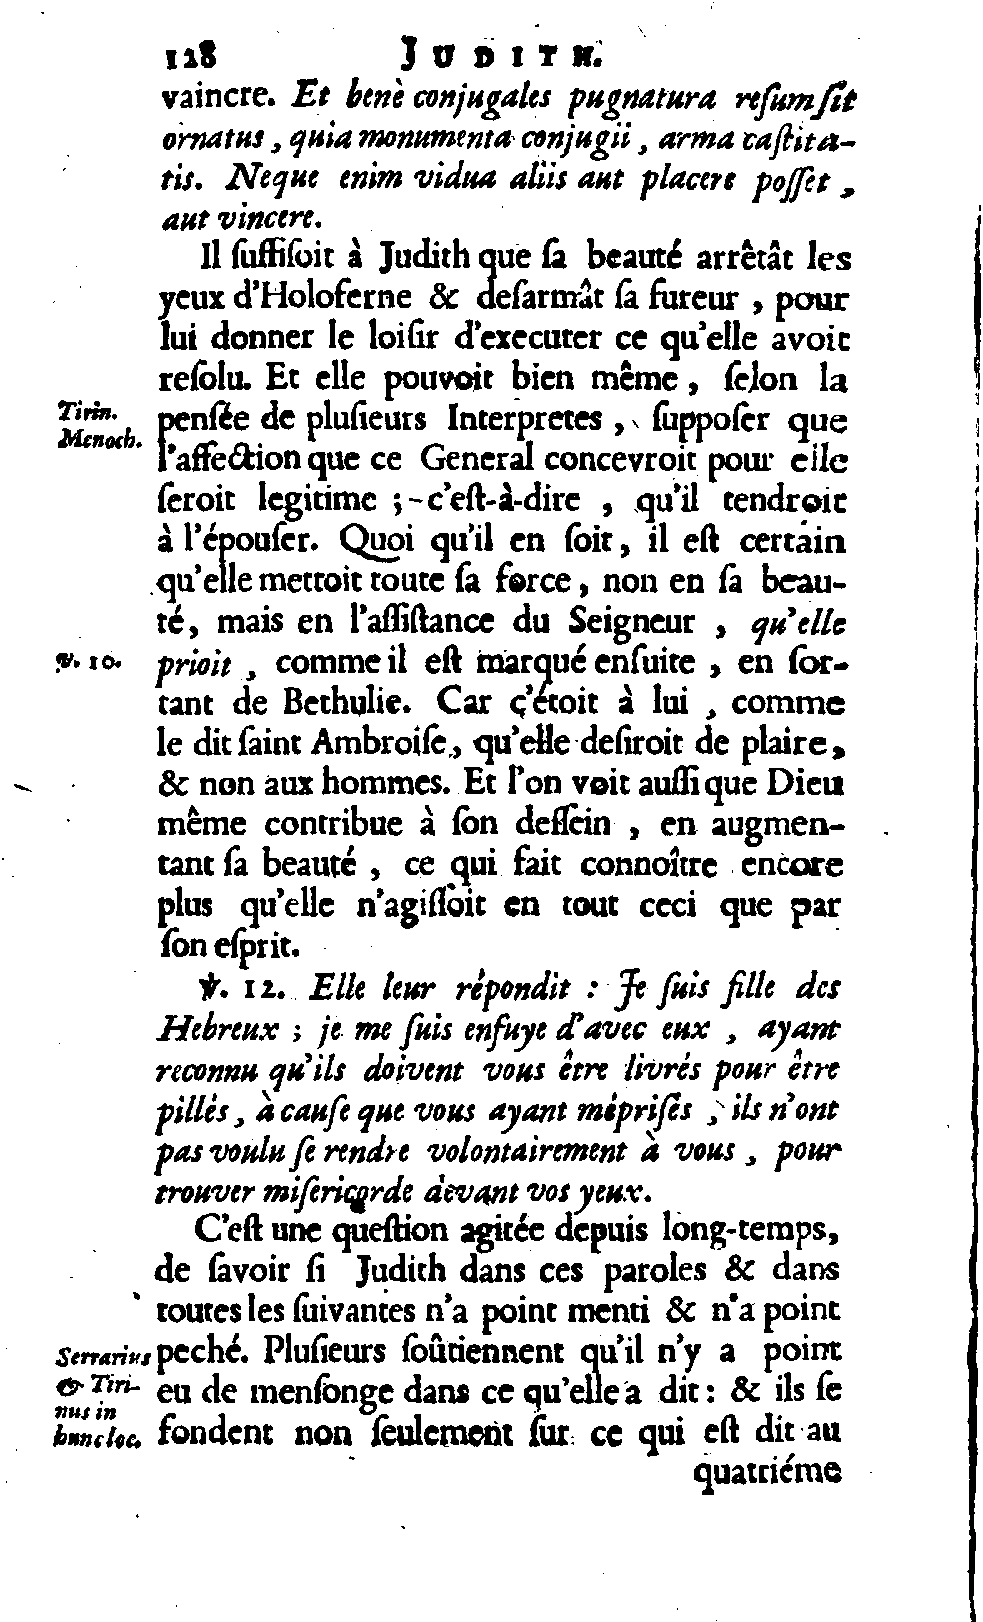 128 JUDITH.
vaincre. Et benè conjugales pugnatura resumſit
ornatus, quia monumenta conjugii, arma caſtita-
tis. Neque enim vidua aliis aut placere poſſet,
aut vincere.
Il ſuffiſoit à Judith que ſa beauté arrêtât les
yeux d'Holoferne & deſarmât ſa fureur, pour
lui donner le loiſir d'executer ce qu'elle avoit
reſolu. Et elle pouvoit bien même, ſelon la
Tirin.
Menoch.
penſée de pluſieurs Interpretes, ſuppoſer que
l'affection que ce General concevroit pour elle
ſeroit legitime; c'eſt-à-dire, qu'il tendroit
à l'épouſer. Quoi qu'il en ſoit, il eſt certain
qu'elle mettoit toute ſa force, non en ſa beau-
té, mais en l'aſſiſtance du Seigneur, qu'elle
℣. 10.
prioit, comme il eſt marqué enſuite, en ſor-
tant de Bethulie. Car ç'étoit à lui, comme
le dit ſaint Ambroiſe, qu'elle deſiroit de plaire,
& non aux hommes. Et l'on voit auſſi que Dieu
même contribue à ſon deſſein, en augmen-
tant ſa beauté, ce qui fait connoître encore
plus qu'elle n'agiſſoit en tout ceci que par
ſon eſprit.
℣. 12. Elle leur répondit : Je ſuis fille des
Hebreux ; je me ſuis enfuye d'avec eux, ayant
reconnu qu'ils doivent vous être livrés pour être
pillés, à cauſe que vous ayant mépriſés, ils n'ont
pas voulu ſe rendre volontairement à vous, pour
trouver miſericorde devant vos yeux.
C'eſt une queſtion agitée depuis long-temps,
de ſavoir ſi Judith dans ces paroles & dans
toutes les ſuivantes n'a point menti & n'a point
Serrarius
& Tiri-
nus in
hunc loc.
peché. Pluſieurs ſoûtiennent qu'il n'y a point
eu de menſonge dans ce qu'elle a dit : & ils ſe
fondent non ſeulement ſur ce qui eſt dit au
quatriéme